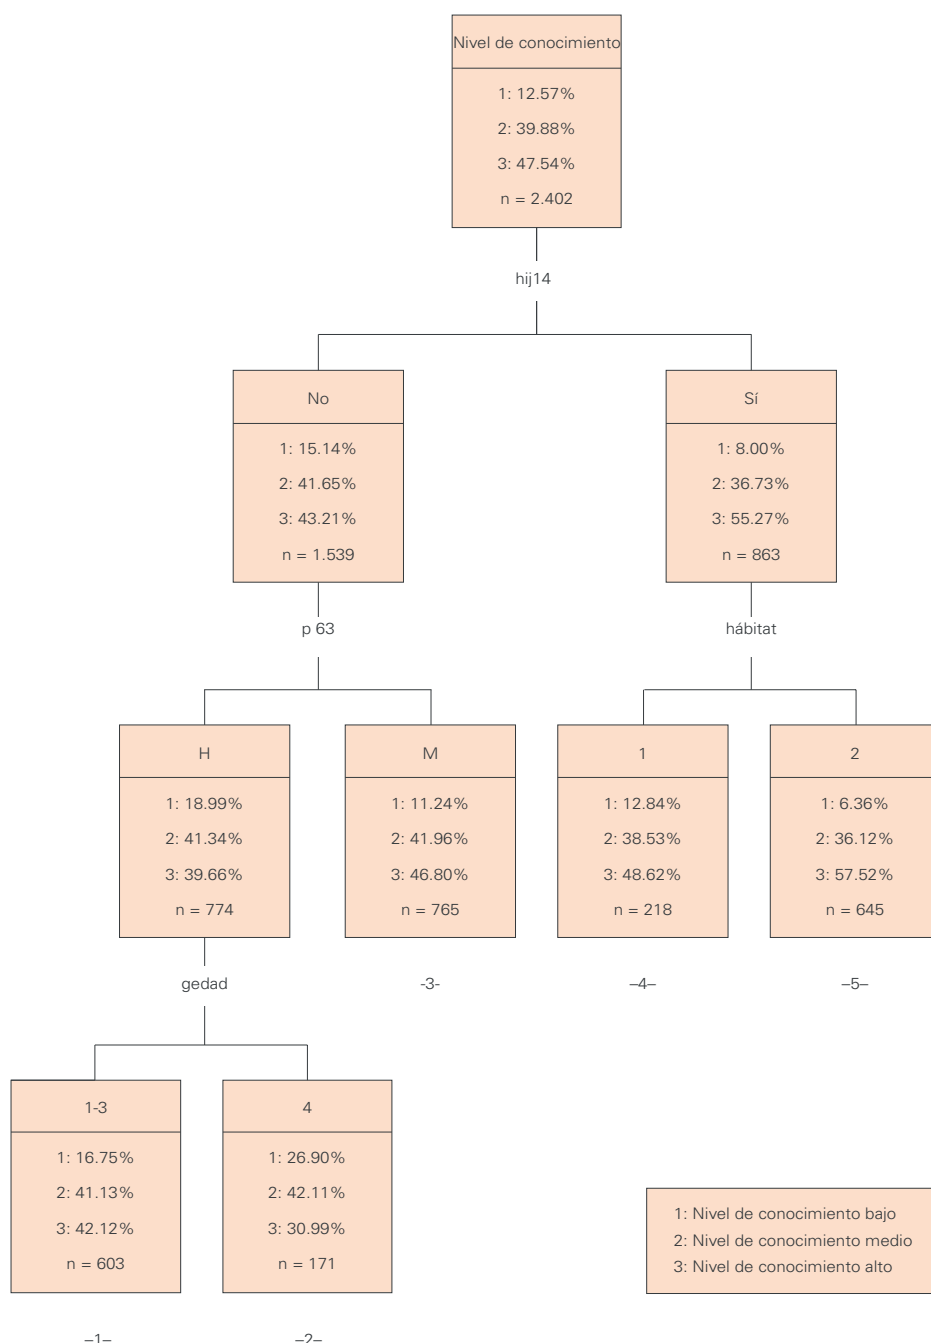 Nivel de conocimiento
1: 12.57%
2: 39.88%
3: 47.54%
n = 2.402
hij14
No
1: 15.14%
2: 41.65%
3: 43.21%
n = 1.539
Sí
1: 8.00%
2: 36.73%
3: 55.27%
n = 863
p 63
hábitat
H
1: 18.99%
2: 41.34%
3: 39.66%
n = 774
M
1: 11.24%
2: 41.96%
3: 46.80%
n = 765
1
1: 12.84%
2: 38.53%
3: 48.62%
n = 218
2
1: 6.36%
2: 36.12%
3: 57.52%
n = 645
gedad
-3-
–4–
–5–
1-3
1: 16.75%
2: 41.13%
3: 42.12%
n = 603
4
1: 26.90%
2: 42.11%
3: 30.99%
n = 171
1: Nivel de conocimiento bajo
2: Nivel de conocimiento medio
3: Nivel de conocimiento alto
–1–
–2–